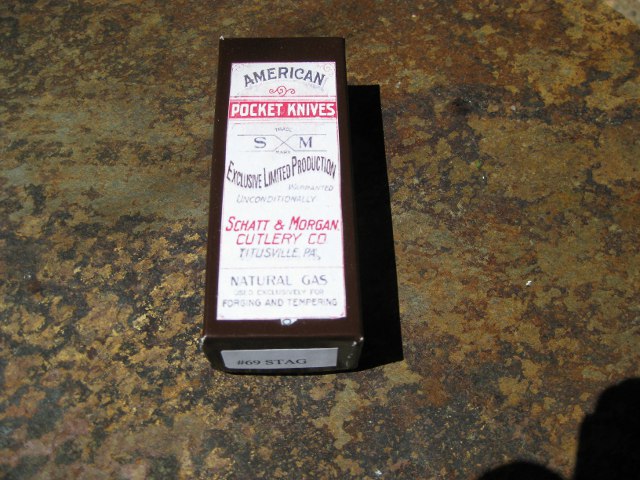 AMERICAN
POCKET KNIVES
TRADE
S M
MARK
EXCLUSIVE LIMITED PRODUCTION
WARRANTED
UNCONDITIONALLY
SCHATT & MORGAN
CUTLERY CO
TITUSVILLE, PA.
NATURAL GAS
USED EXCLUSIVELY FOR
FORGING AND TEMPERING
#69 STAG